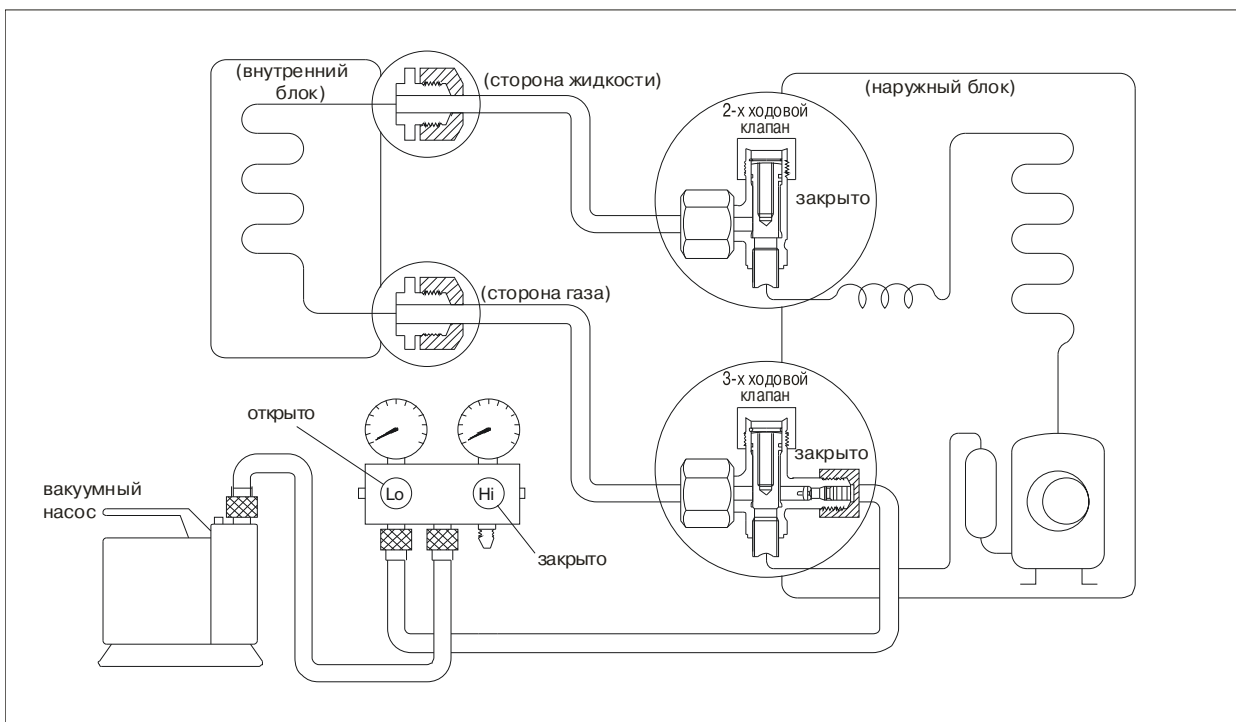 (внутренний
блок)
(сторона жидкости)
(наружный блок)
2-х ходовой
клапан
закрыто
(сторона газа)
3-х ходовой
клапан
закрыто
открыто
вакуумный
насос
Lo
Hi
закрыто